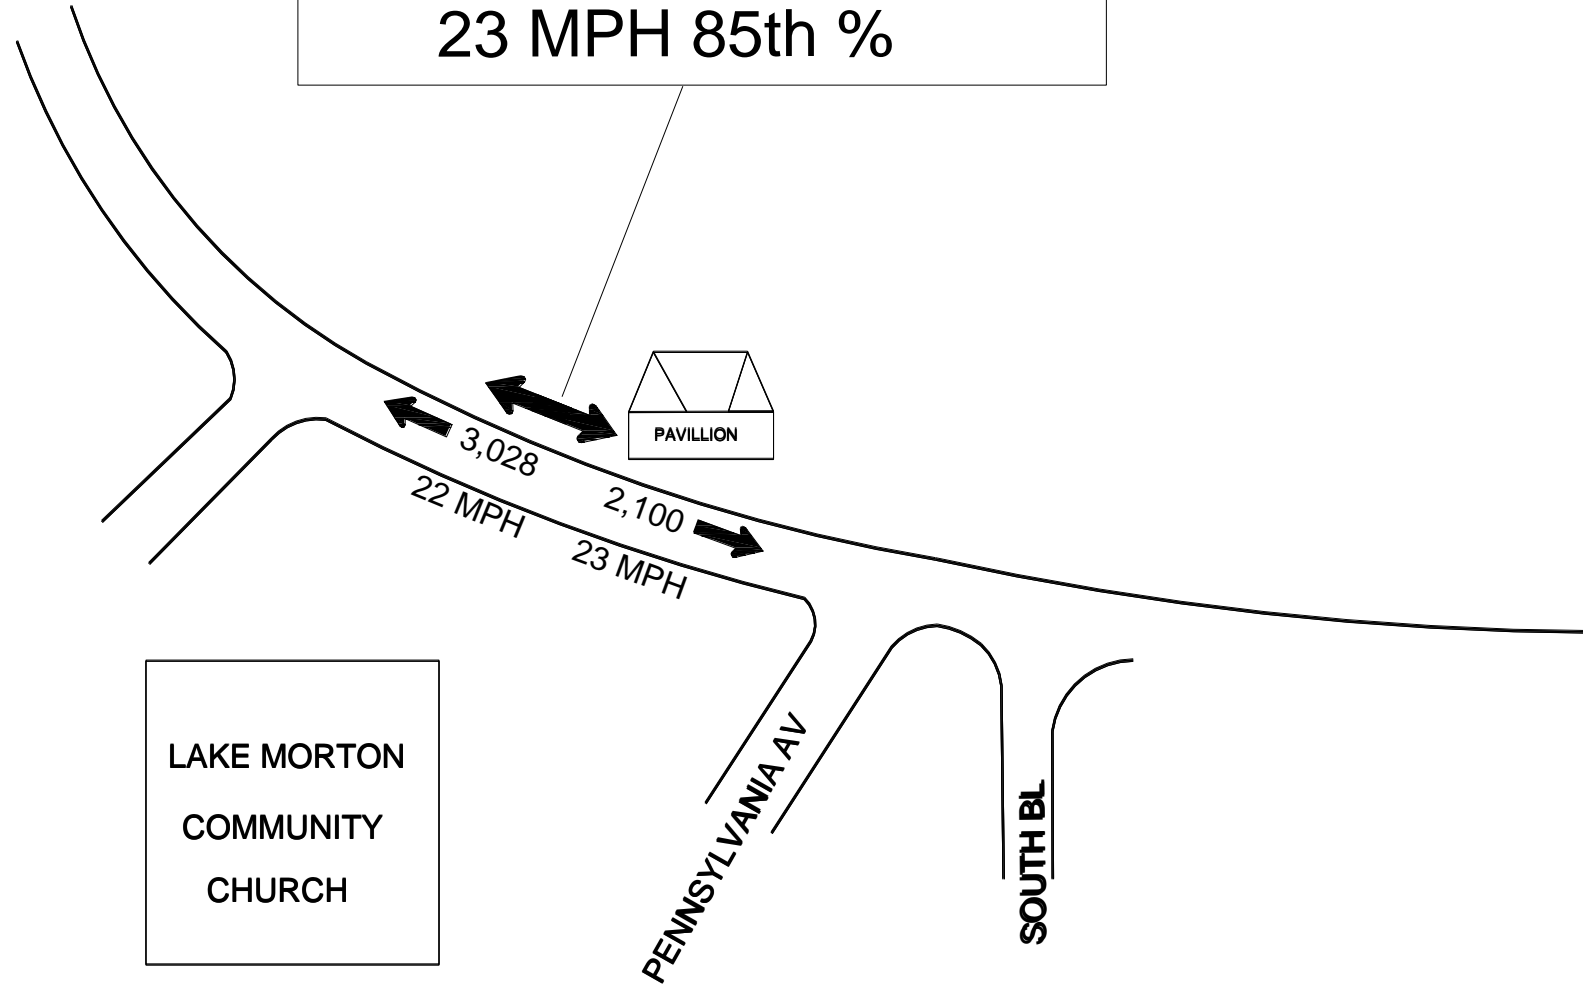 23 MPH 85th %
PAVILLION
3,028
2,100
22 MPH
23 MPH
LAKE MORTON
COMMUNITY
CHURCH
PENNSYLVANIA AV
SOUTH BL